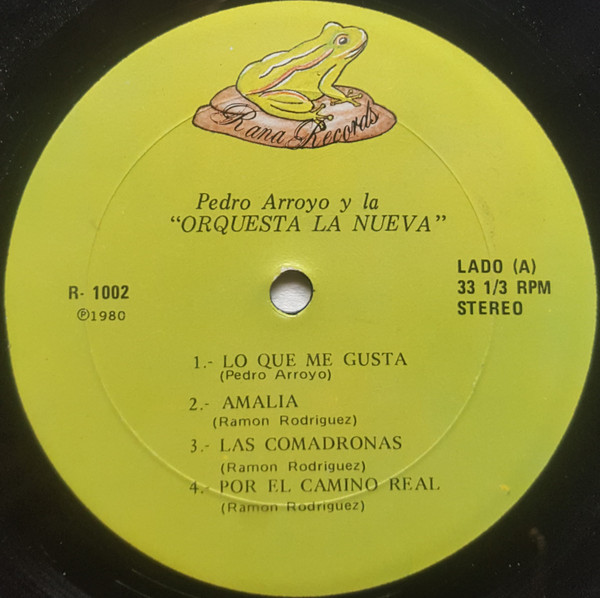 Rana Records
Pedro Arroyo y la
"ORQUESTA LA NUEVA"
R- 1002
℗1980
LADO (A)
33 1/3 RPM
STEREO
1.- LO QUE ME GUSTA
(Pedro Arroyo)
2.- AMALIA
(Ramon Rodriguez)
3.- LAS COMADRONAS
(Ramon Rodriguez)
4.- POR EL CAMINO REAL
(Ramon Rodriguez)